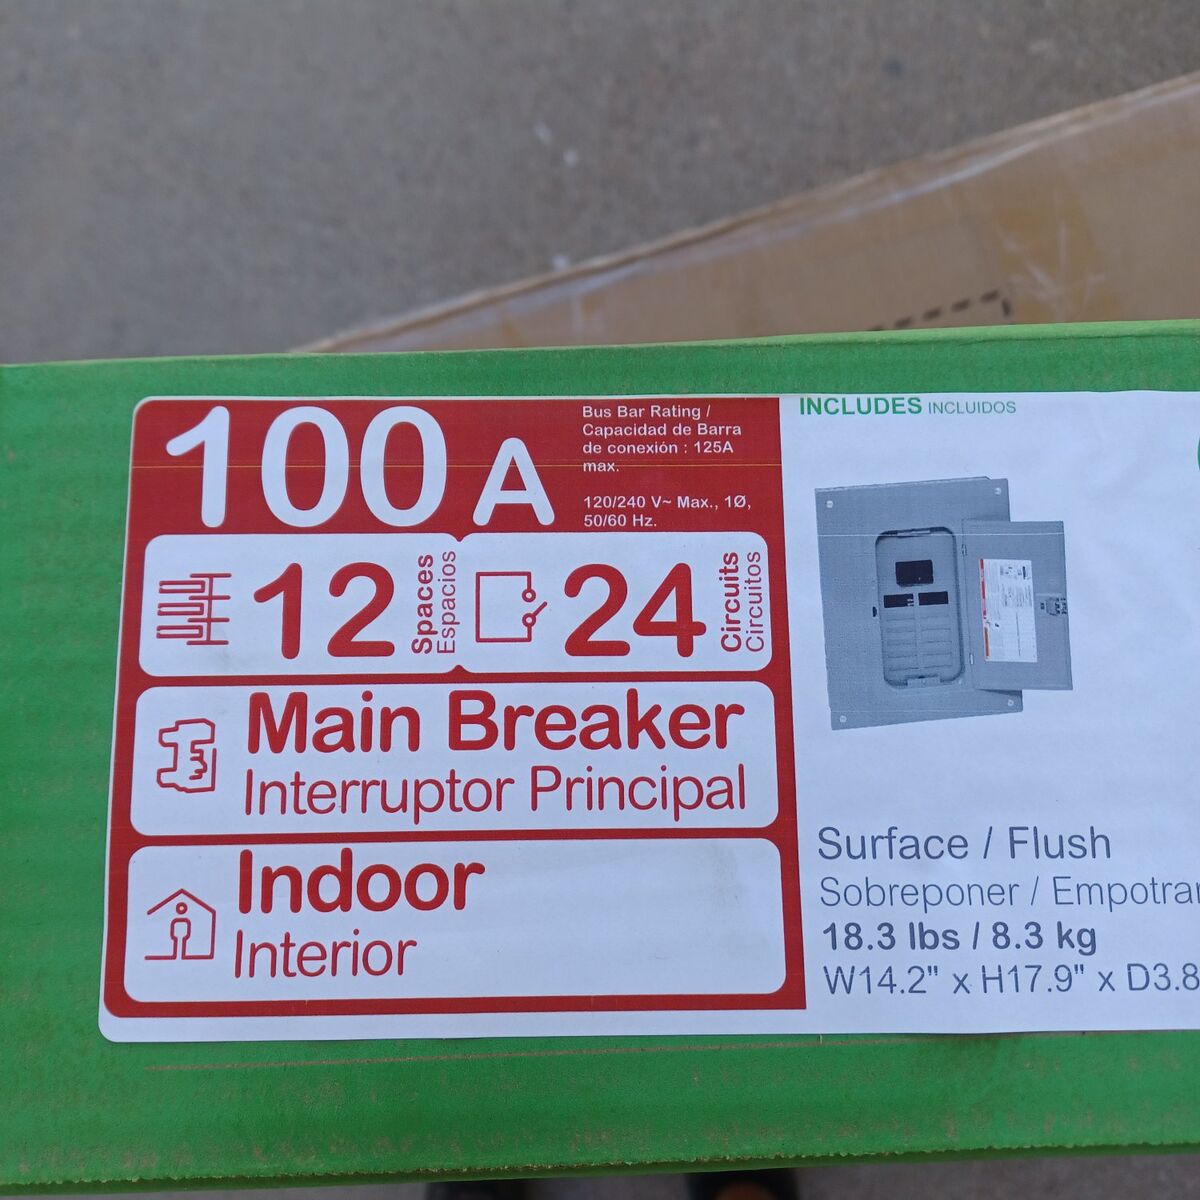 100 A
Bus Bar Rating /
Capacidad de Barra
de conexión : 125A
max.
120/240 V~ Max., 1Ø,
50/60 Hz.
12
Spaces
Espacios
24
Circuits
Circuitos
Main Breaker
Interruptor Principal
Indoor
Interior
INCLUDES INCLUIDOS
Surface / Flush
Sobreponer / Empotrar
18.3 lbs / 8.3 kg
W14.2" x H17.9" x D3.8